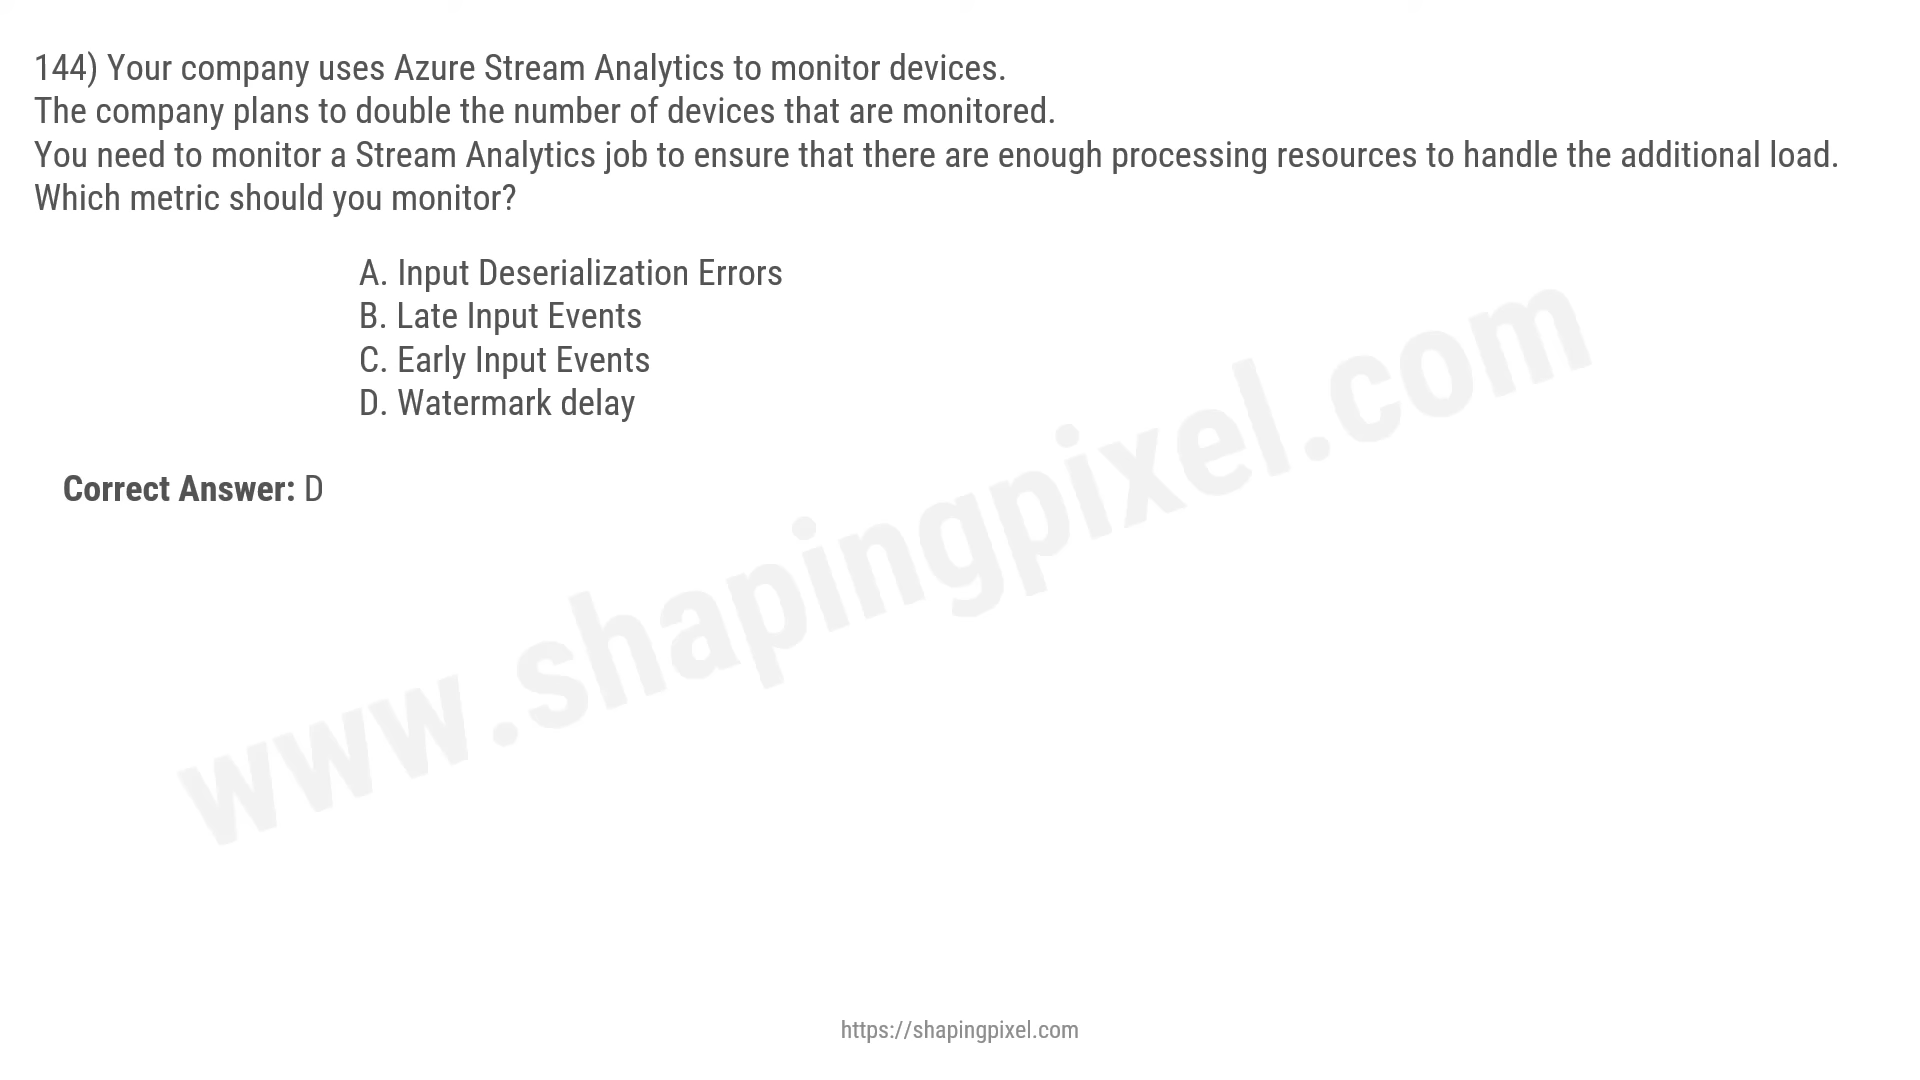 144) Your company uses Azure Stream Analytics to monitor devices.
The company plans to double the number of devices that are monitored.
You need to monitor a Stream Analytics job to ensure that there are enough processing resources to handle the additional load.
Which metric should you monitor?
A. Input Deserialization Errors
B. Late Input Events
C. Early Input Events
D. Watermark delay
Correct Answer: D
www.shapingpixel.com
https://shapingpixel.com